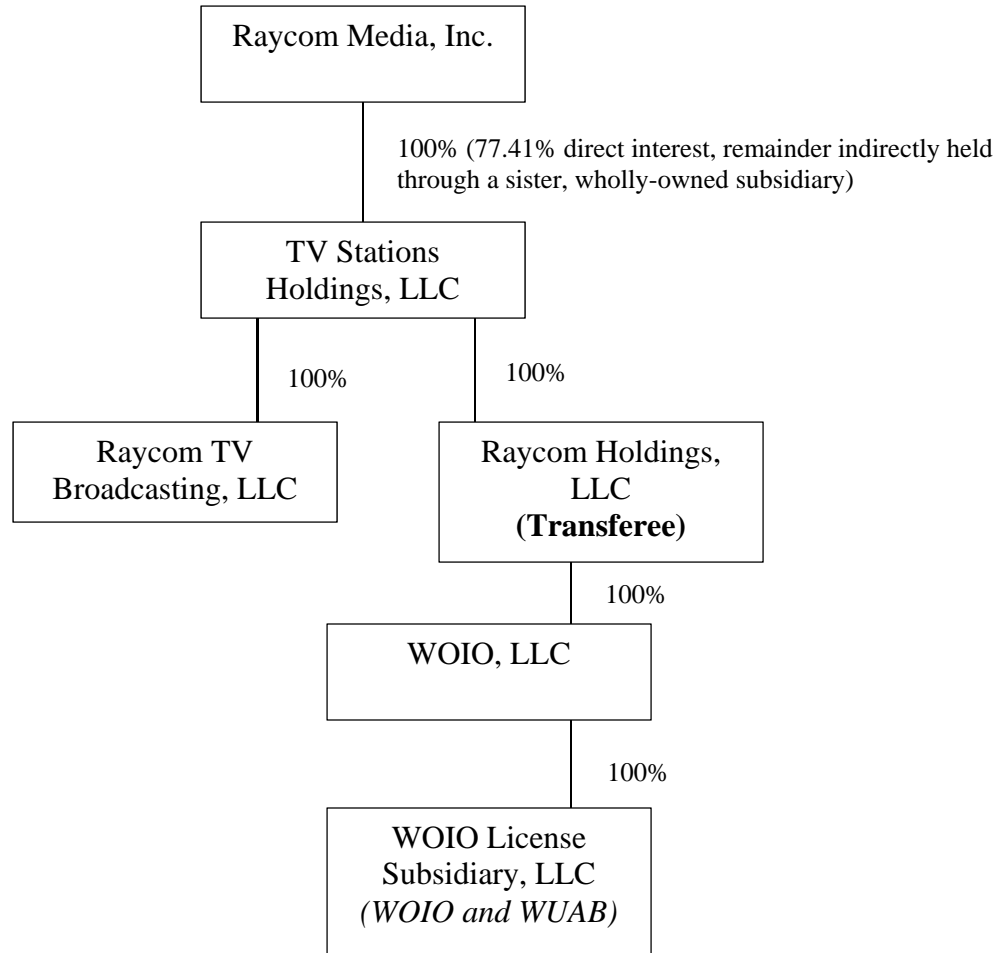 Raycom Media, Inc.
100% (77.41% direct interest, remainder indirectly held
through a sister, wholly-owned subsidiary)
TV Stations
Holdings, LLC
100%
100%
Raycom TV
Broadcasting, LLC
Raycom Holdings,
LLC
(Transferee)
100%
WOIO, LLC
100%
WOIO License
Subsidiary, LLC
(WOIO and WUAB)